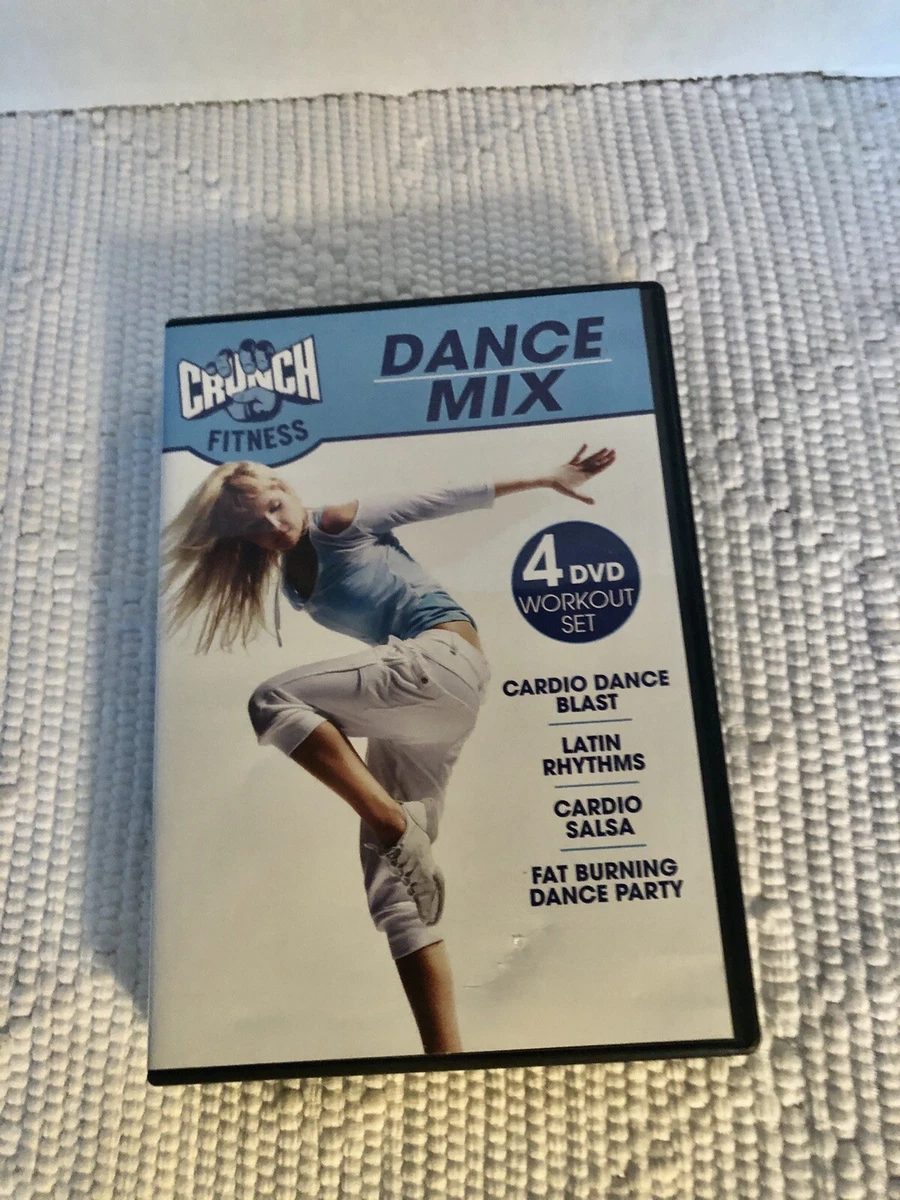 CRUNCH
FITNESS
DANCE
MIX
4 DVD
WORKOUT
SET
CARDIO DANCE
BLAST
LATIN
RHYTHMS
CARDIO
SALSA
FAT BURNING
DANCE PARTY